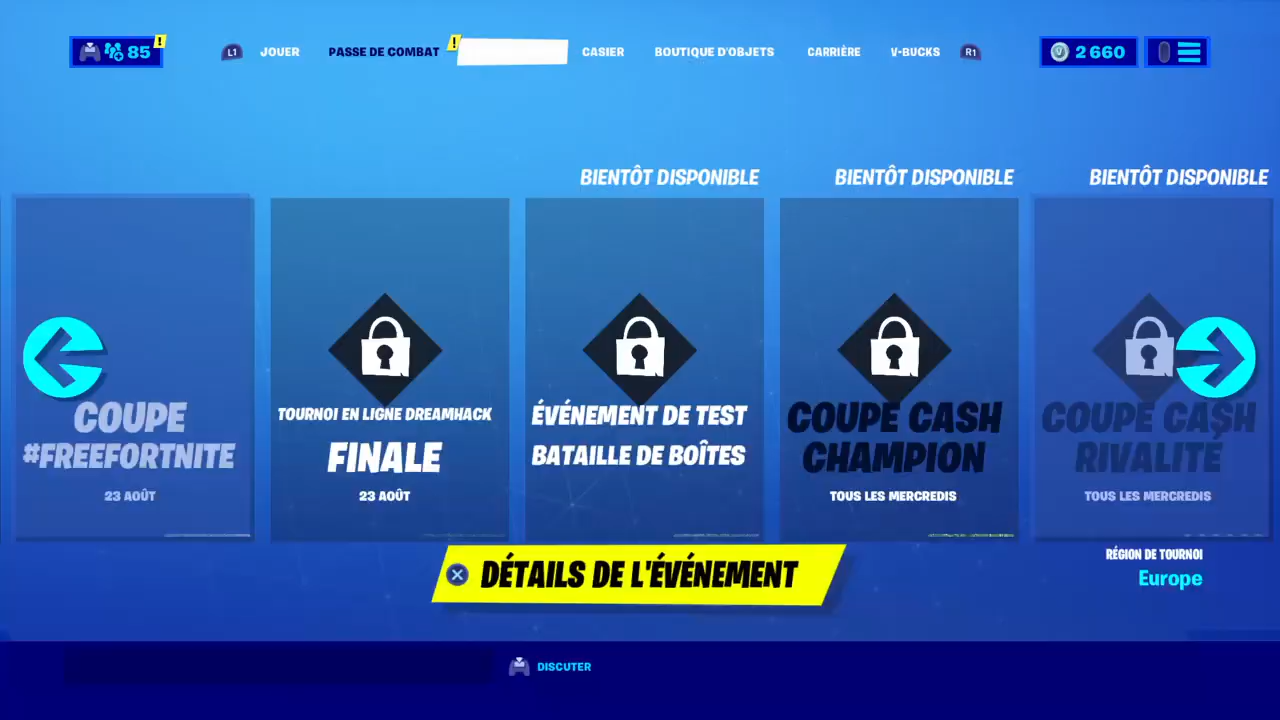 85
!
L1
JOUER
PASSE DE COMBAT
!
CASIER
BOUTIQUE D'OBJETS
CARRIÈRE
V-BUCKS
R1
2 660
BIENTÔT DISPONIBLE
BIENTÔT DISPONIBLE
BIENTÔT DISPONIBLE
COUPE
#FREEFORTNITE
23 AOÛT
TOURNOI EN LIGNE DREAMHACK
FINALE
23 AOÛT
ÉVÉNEMENT DE TEST
BATAILLE DE BOÎTES
COUPE CASH
CHAMPION
TOUS LES MERCREDIS
COUPE CA$H
RIVALITÉ
TOUS LES MERCREDIS
DÉTAILS DE L'ÉVÉNEMENT
RÉGION DE TOURNOI
Europe
DISCUTER